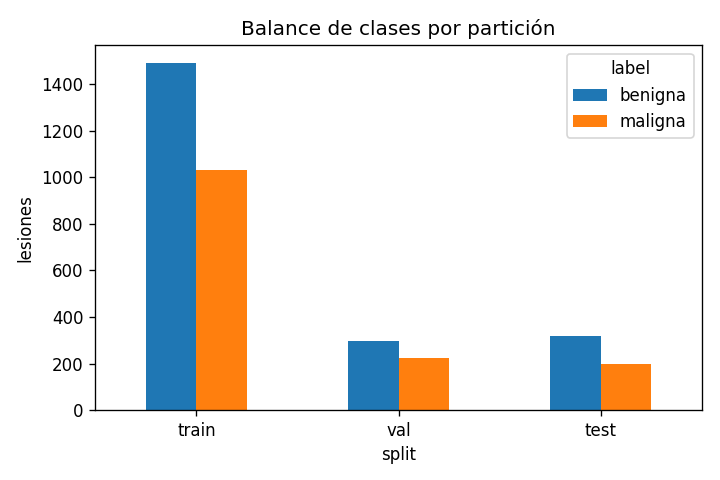 Balance de clases por partición
label
benigna
maligna
lesiones
1400
1200
1000
800
600
400
200
0
train
val
test
split